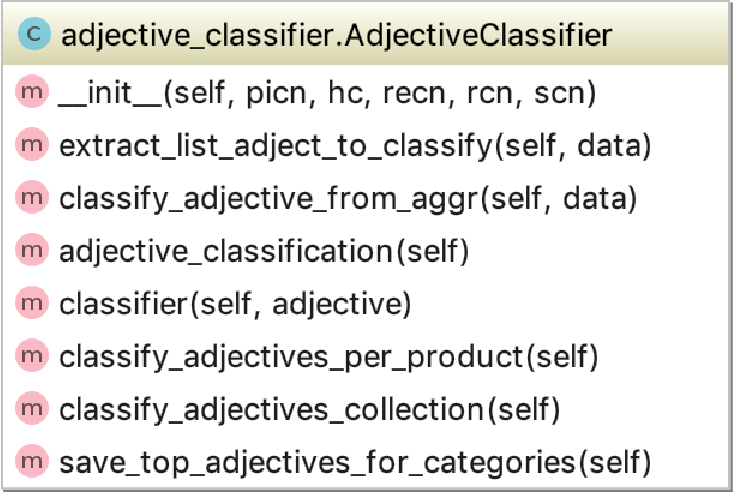 C adjective_classifier.AdjectiveClassifier
m __init__(self, picn, hc, recn, rcn, scn)
m extract_list_adject_to_classify(self, data)
m classify_adjective_from_aggr(self, data)
m adjective_classification(self)
m classifier(self, adjective)
m classify_adjectives_per_product(self)
m classify_adjectives_collection(self)
m save_top_adjectives_for_categories(self)